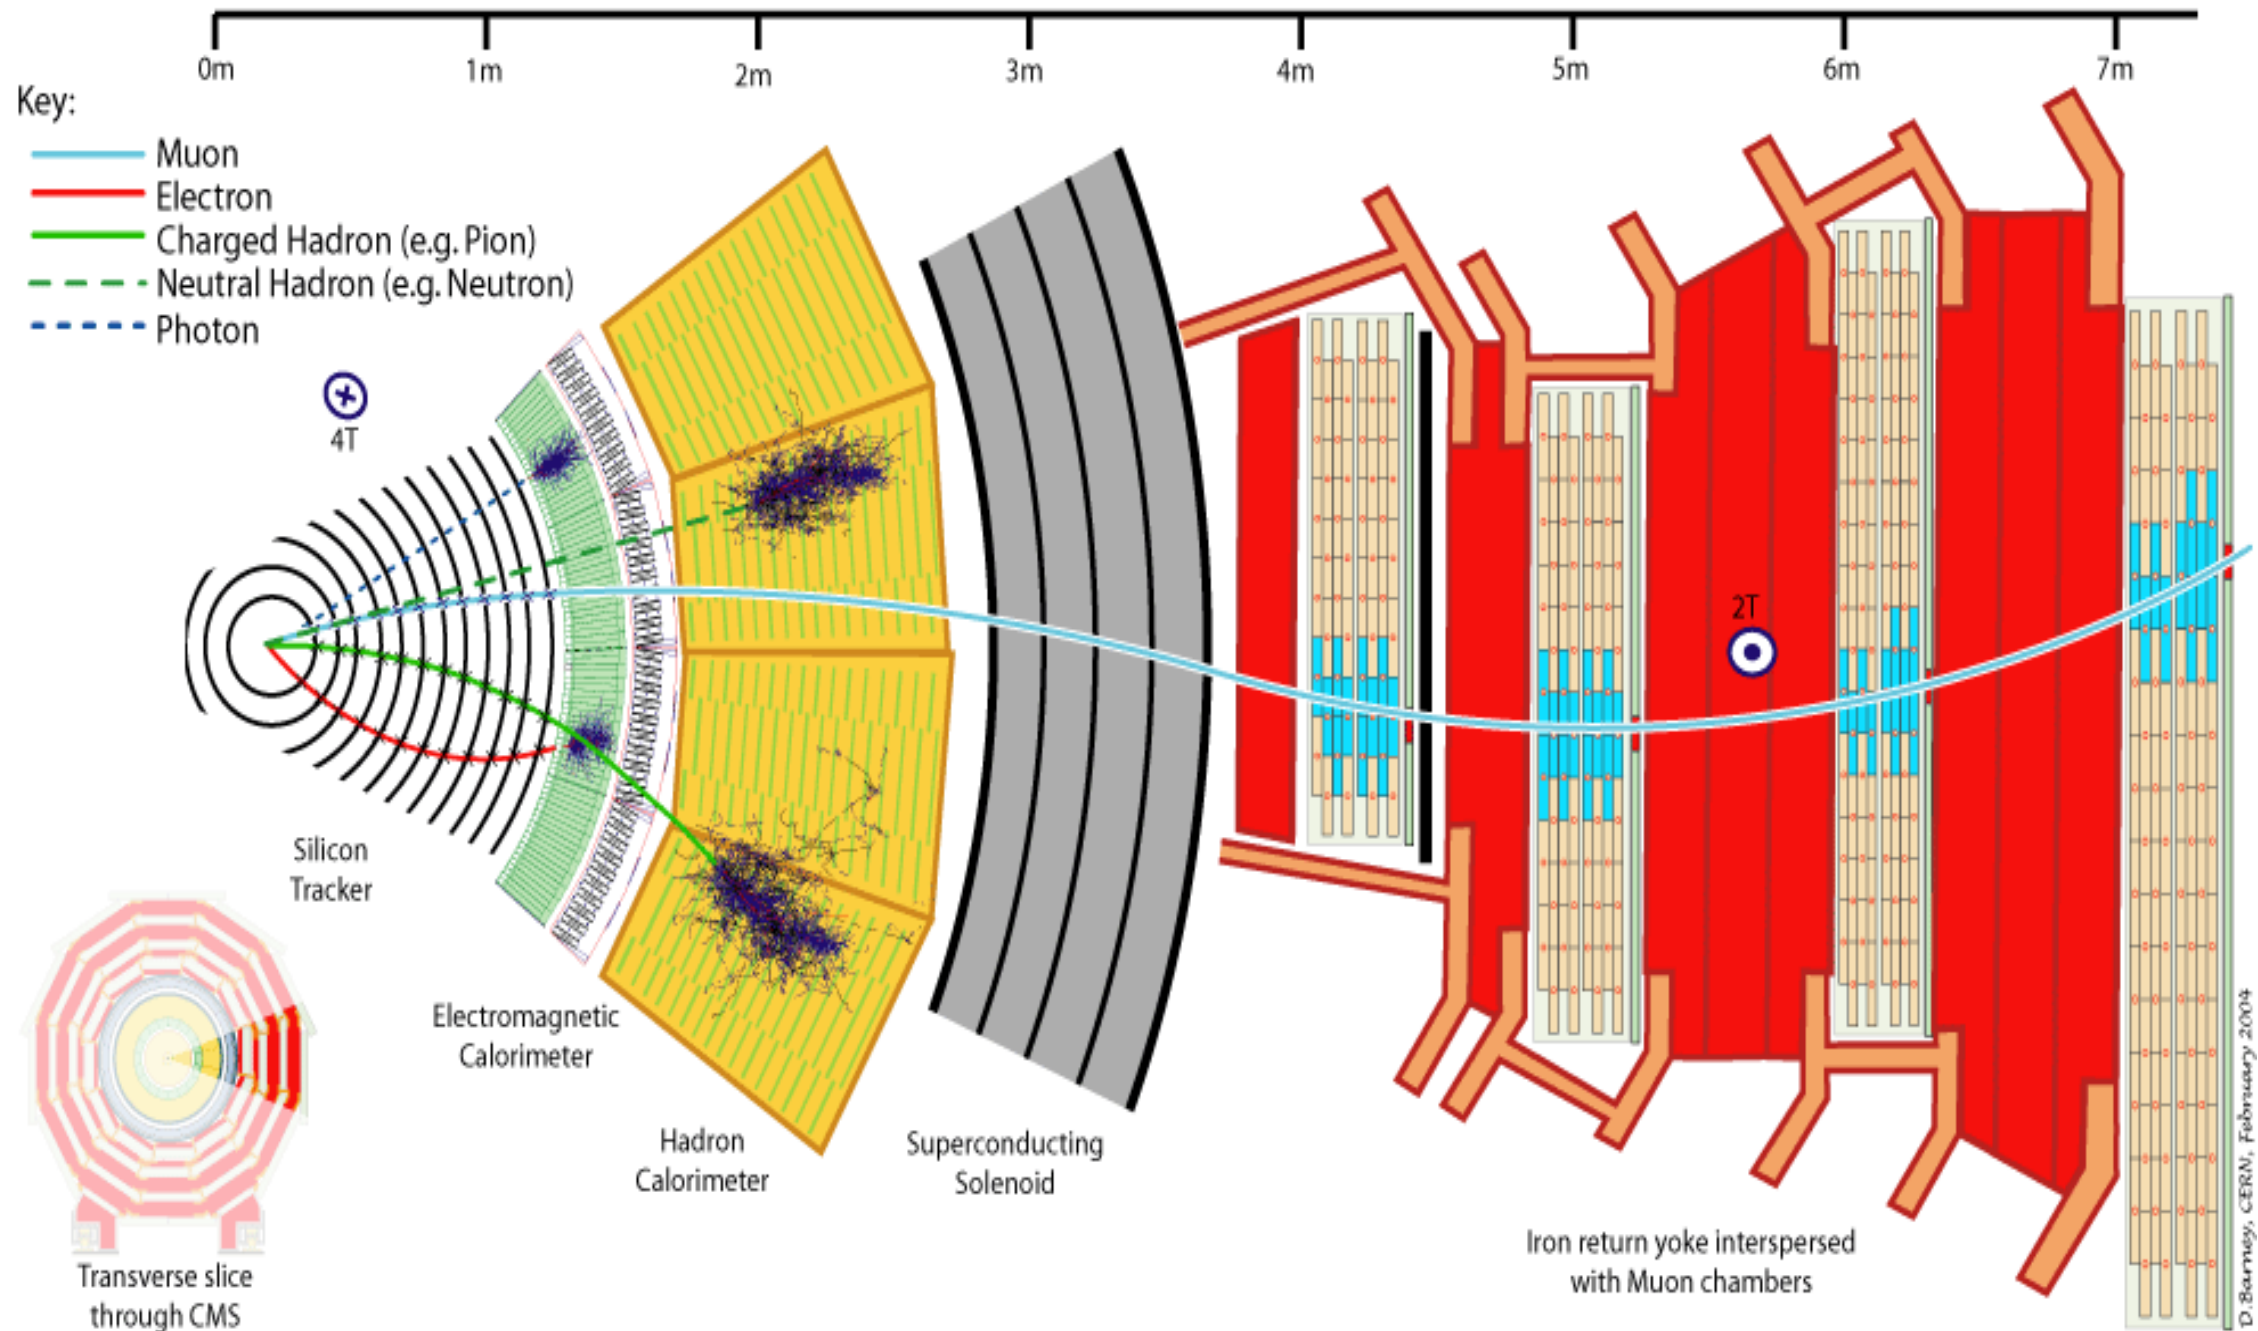 0m 1m 2m 3m 4m 5m 6m 7m
Key:
Muon
Electron
Charged Hadron (e.g. Pion)
Neutral Hadron (e.g. Neutron)
Photon
4T
2T
Silicon
Tracker
Electromagnetic
Calorimeter
Hadron
Calorimeter
Superconducting
Solenoid
Iron return yoke interspersed
with Muon chambers
Transverse slice
through CMS
D.Barney, CERN, February 2004